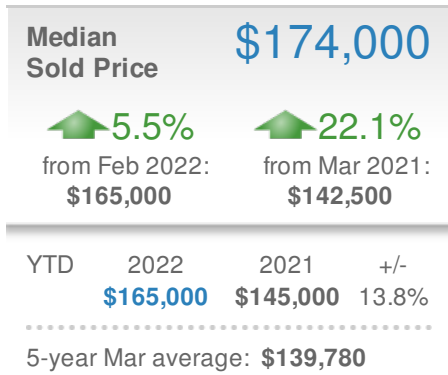 Median
Sold Price
$174,000
5.5%
22.1%
from Feb 2022:
from Mar 2021:
$165,000
$142,500
YTD 2022 2021 +/-
$165,000 $145,000 13.8%
5-year Mar average: $139,780